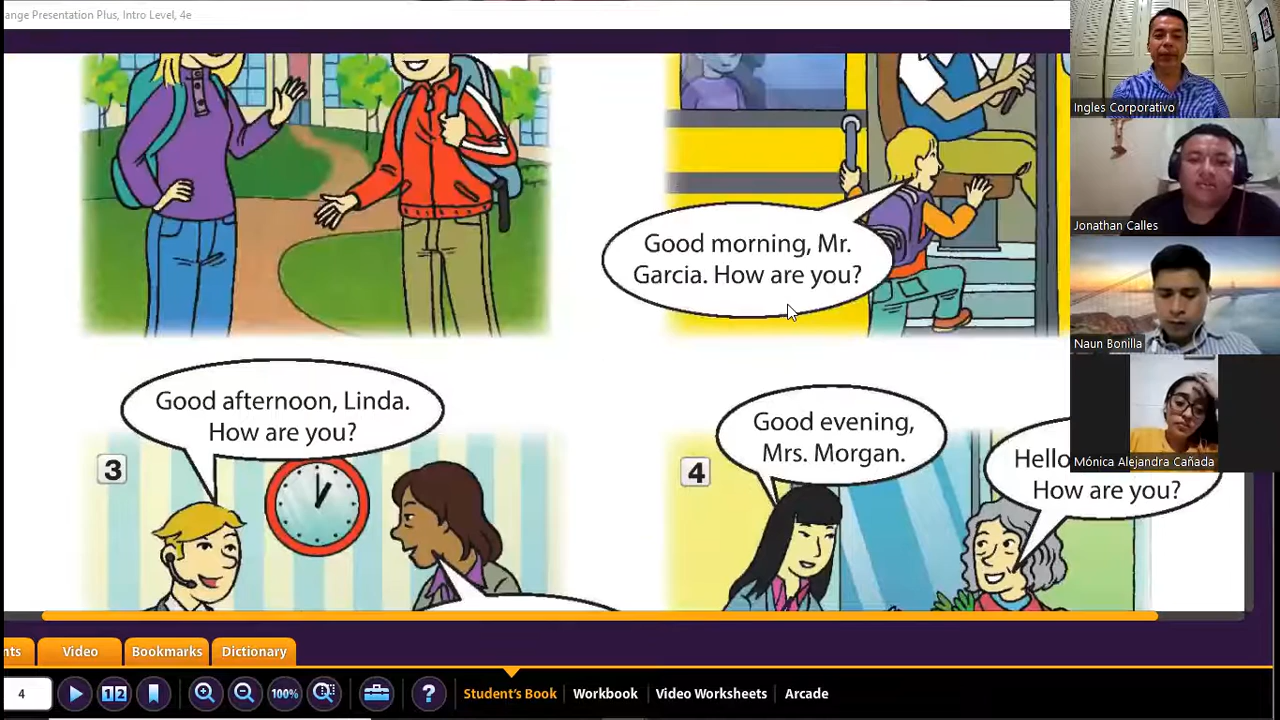 ange Presentation Plus, Intro Level, 4e
Ingles Corporativo
Jonathan Calles
Naun Bonilla
Mónica Alejandra Cañada
Good morning, Mr.
Garcia. How are you?
Good afternoon, Linda.
How are you?
3
Good evening,
Mrs. Morgan.
4
Hello
How are you?
nts
Video
Bookmarks
Dictionary
4
1 2
100%
?
Student's Book
Workbook
Video Worksheets
Arcade